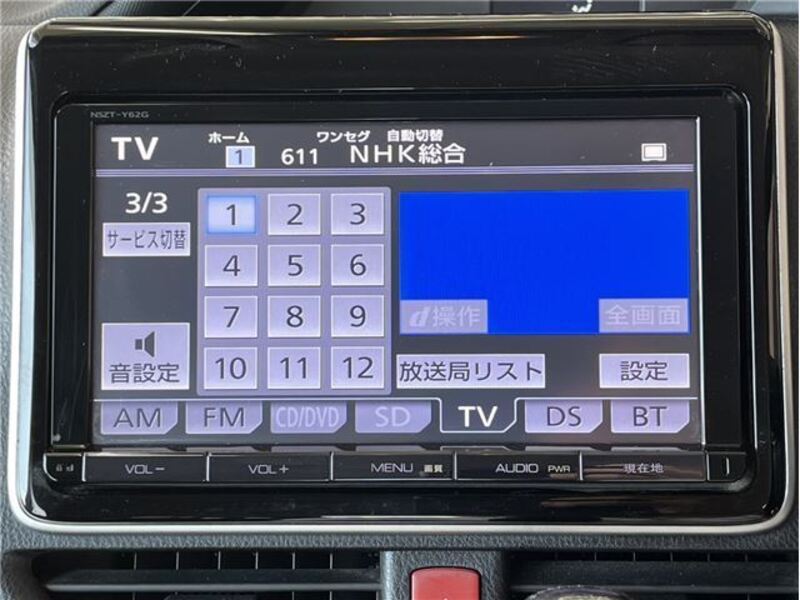 NSZT-Y62G
TV ホーム 1 ワンセグ 自動切替 611 NHK総合
3/3
サービス切替
1 2 3
4 5 6
7 8 9
10 11 12
d操作 全画面
音設定 放送局リスト 設定
AM FM CD/DVD SD TV DS BT
VOL− VOL+ MENU 画質 AUDIO PWR 現在地